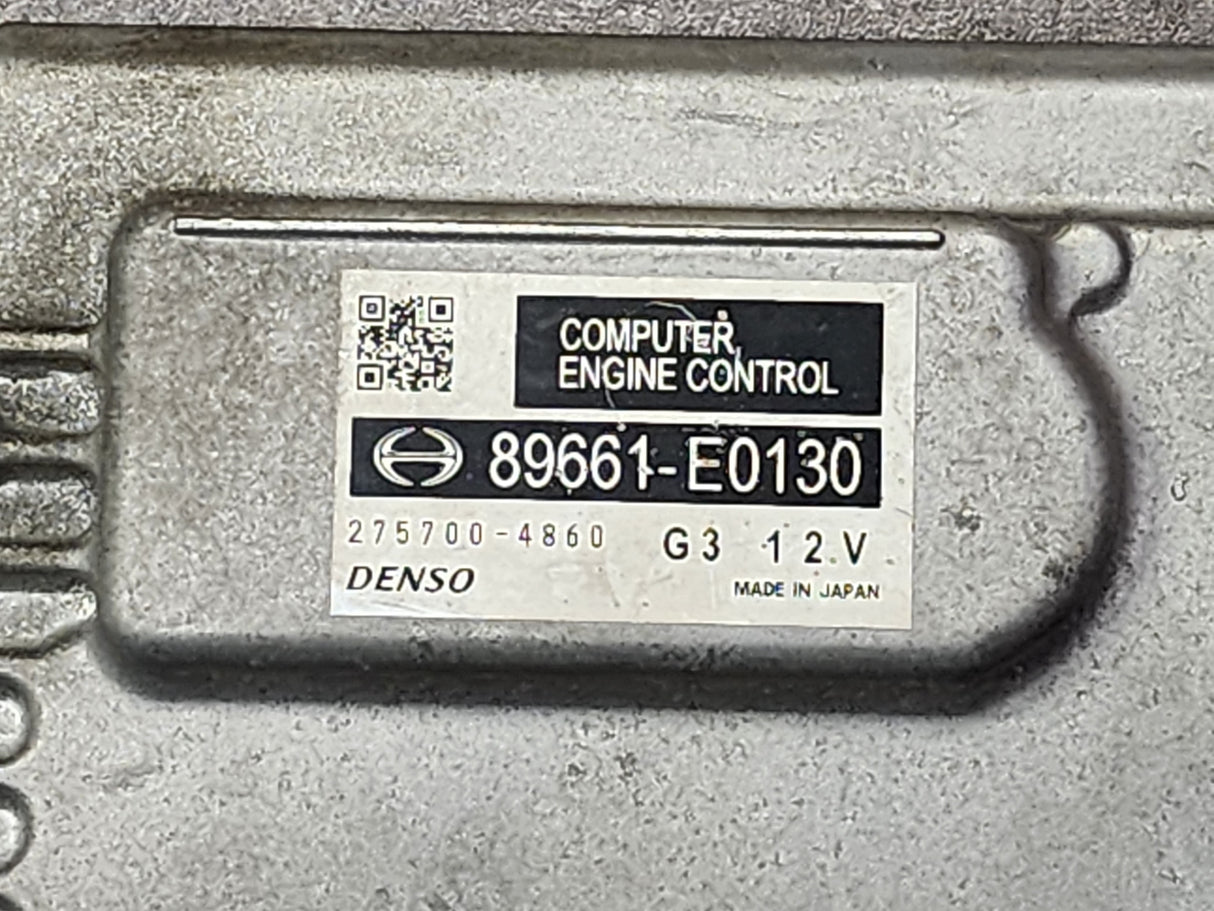 COMPUTER,
ENGINE CONTROL
89661-E0130
275700-4860 G3 12V
DENSO
MADE IN JAPAN